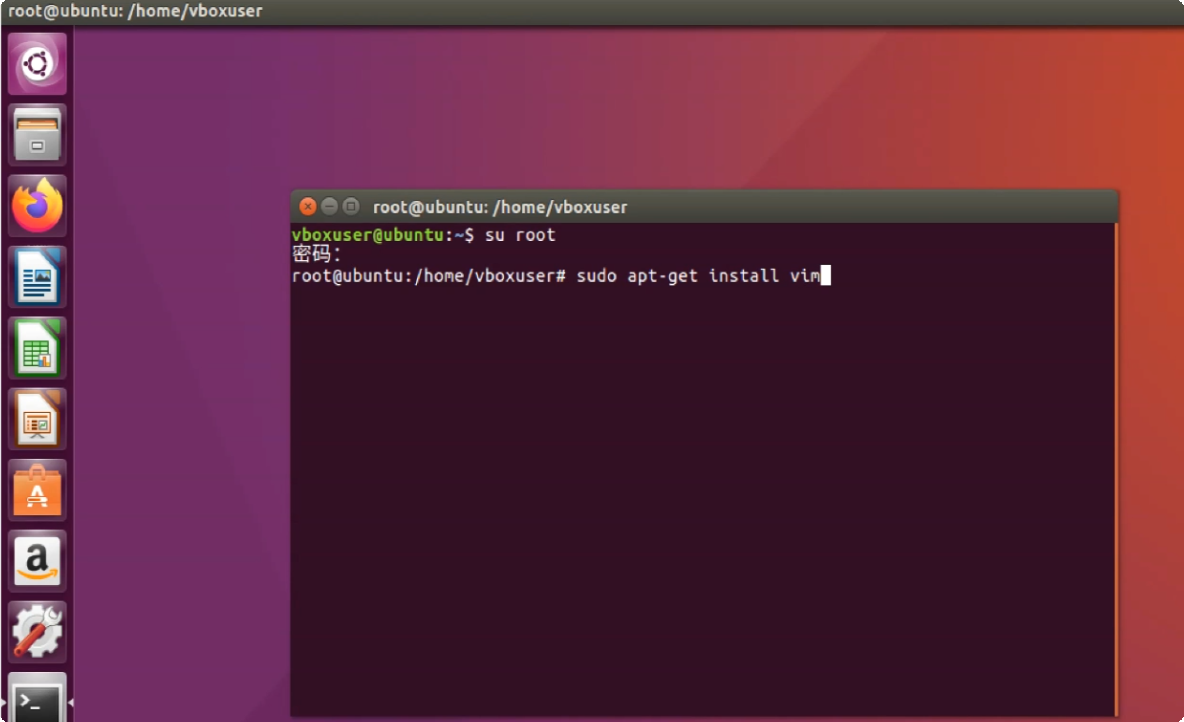 root@ubuntu: /home/vboxuser
root@ubuntu: /home/vboxuser
vboxuser@ubuntu:~$ su root
密码：
root@ubuntu:/home/vboxuser# sudo apt-get install vim